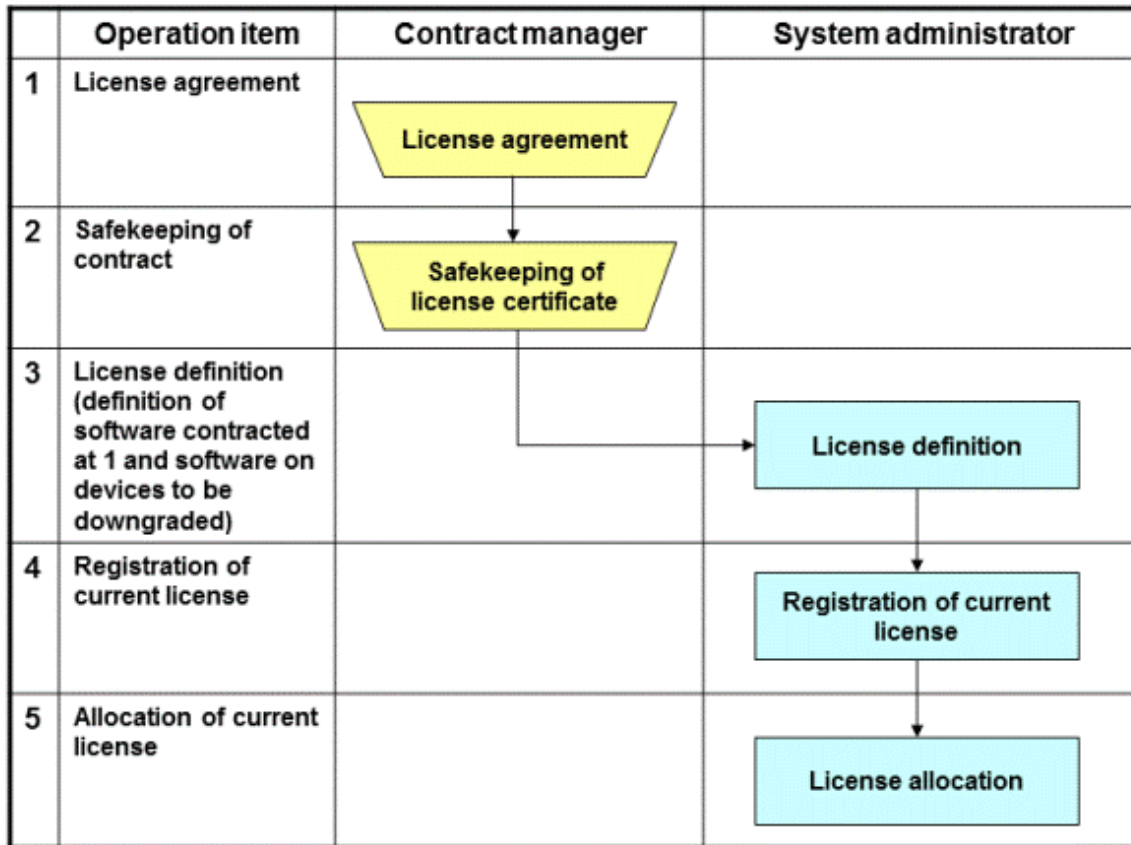 Operation item
Contract manager
System administrator
1
License agreement
License agreement
2
Safekeeping of
contract
Safekeeping of
license certificate
3
License definition
(definition of
software contracted
at 1 and software on
devices to be
downgraded)
License definition
4
Registration of
current license
Registration of current
license
5
Allocation of current
license
License allocation